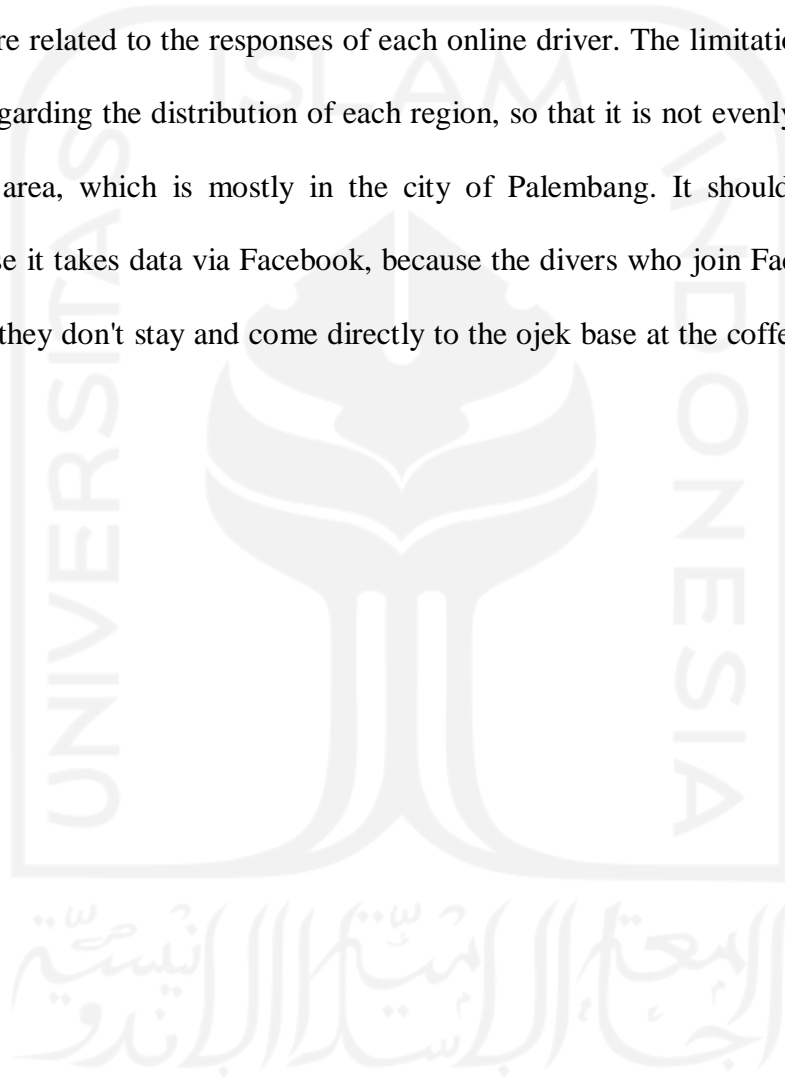 re related to the responses of each online driver. The limitatio
garding the distribution of each region, so that it is not evenly
area, which is mostly in the city of Palembang. It should
se it takes data via Facebook, because the divers who join Fac
they don't stay and come directly to the ojek base at the coffe
ISLAM
UNIVERSITAS
INDONESIA